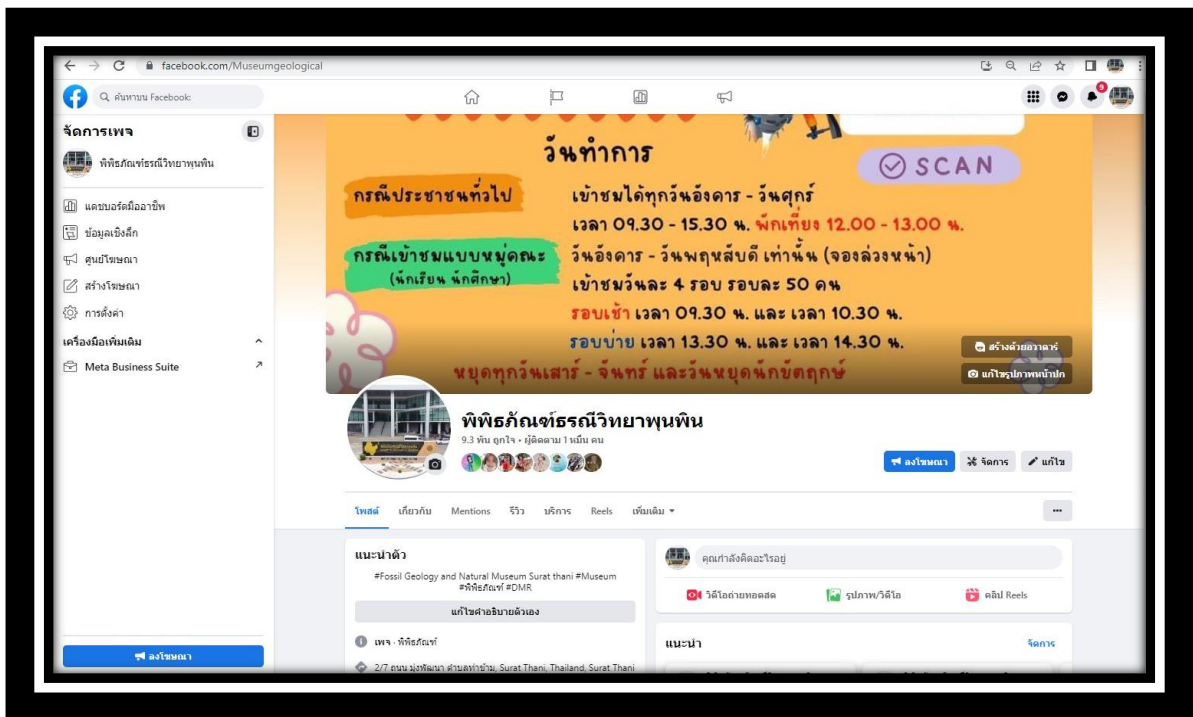 facebook.com/Museumgeological
ค้นหาบน Facebook
9
จัดการเพจ
พิพิธภัณฑ์ธรณีวิทยาพุนพิน
แดชบอร์ดมืออาชีพ
ข้อมูลเชิงลึก
ศูนย์โฆษณา
สร้างโฆษณา
การตั้งค่า
เครื่องมือเพิ่มเติม
Meta Business Suite
ลงโฆษณา
วันทำการ
SCAN
กรณีประชาชนทั่วไป
เข้าชมได้ทุกวันอังคาร - วันศุกร์
เวลา 09.30 - 15.30 น. พักเที่ยง 12.00 - 13.00 น.
กรณีเข้าชมแบบหมู่คณะ
(นักเรียน นักศึกษา)
วันอังคาร - วันพฤหัสบดี เท่านั้น (จองล่วงหน้า)
เข้าชมวันละ 4 รอบ รอบละ 50 คน
รอบเช้า เวลา 09.30 น. และ เวลา 10.30 น.
รอบบ่าย เวลา 13.30 น. และ เวลา 14.30 น.
หยุดทุกวันเสาร์ - จันทร์ และวันหยุดนักขัตฤกษ์
สร้างด้วยอวาตาร์
แก้ไขรูปภาพหน้าปก
พิพิธภัณฑ์ธรณีวิทยาพุนพิน
9.3 พัน ถูกใจ • ผู้ติดตาม 1 หมื่น คน
ลงโฆษณา จัดการ แก้ไข
โพสต์ เกี่ยวกับ Mentions รีวิว บริการ Reels เพิ่มเติม
แนะนำตัว
#Fossil Geology and Natural Museum Surat thani #Museum
#พิพิธภัณฑ์ #DMR
แก้ไขคำอธิบายตัวเอง
เพจ · พิพิธภัณฑ์
2/7 ถนน มุ่งพัฒนา ตำบลท่าข้าม, Surat Thani, Thailand, Surat Thani
คุณกำลังคิดอะไรอยู่
วิดีโอถ่ายทอดสด รูปภาพ/วิดีโอ คลิป Reels
แนะนำ จัดการ